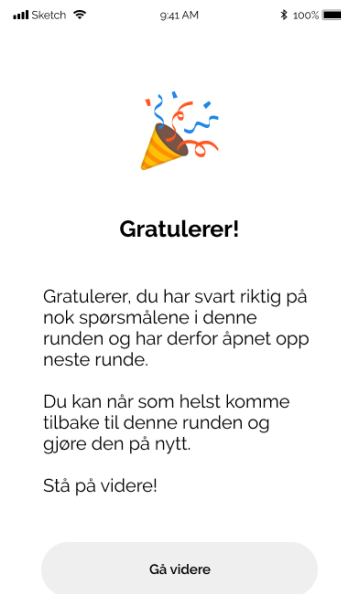 Sketch 9:41 AM 100%
Gratulerer!
Gratulerer, du har svart riktig på
nok spørsmålene i denne
runden og har derfor åpnet opp
neste runde.
Du kan når som helst komme
tilbake til denne runden og
gjøre den på nytt.
Stå på videre!
Gå videre